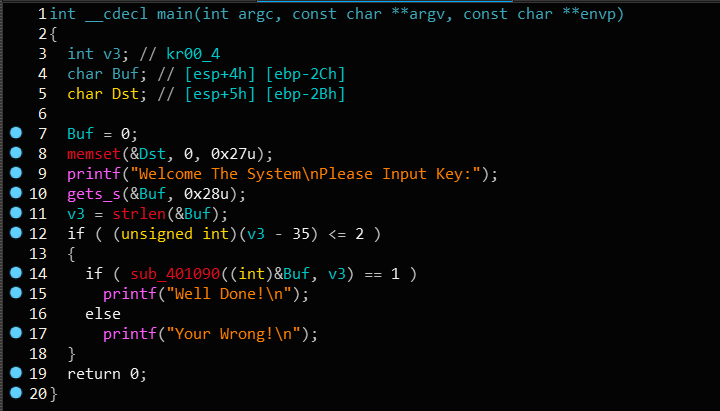 1 int __cdecl main(int argc, const char **argv, const char **envp)
2 {
3 int v3; // kr00_4
4 char Buf; // [esp+4h] [ebp-2Ch]
5 char Dst; // [esp+5h] [ebp-2Bh]
6
7 Buf = 0;
8 memset(&Dst, 0, 0x27u);
9 printf("Welcome The System\nPlease Input Key:");
10 gets_s(&Buf, 0x28u);
11 v3 = strlen(&Buf);
12 if ( (unsigned int)(v3 - 35) <= 2 )
13 {
14 if ( sub_401090((int)&Buf, v3) == 1 )
15 printf("Well Done!\n");
16 else
17 printf("Your Wrong!\n");
18 }
19 return 0;
20 }